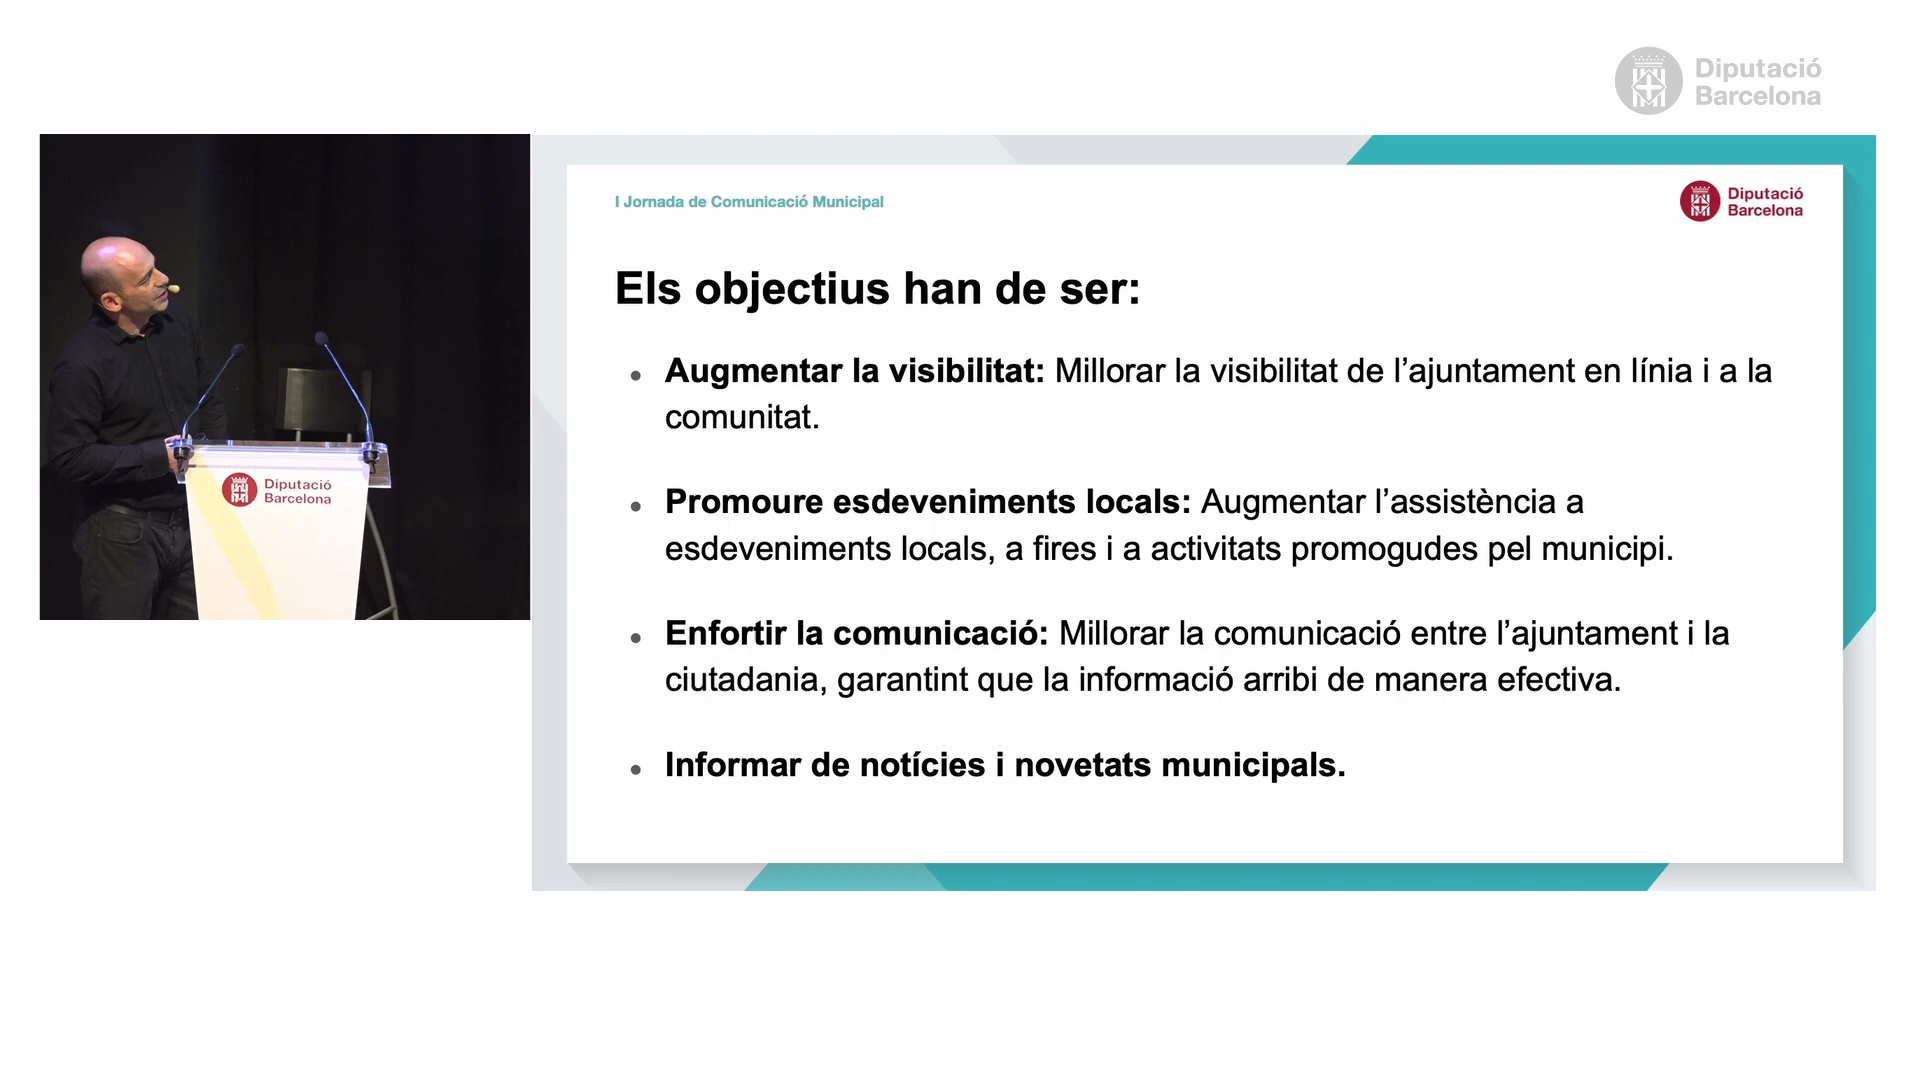 Diputació
Barcelona
I Jornada de Comunicació Municipal
Diputació
Barcelona
Els objectius han de ser:
• Augmentar la visibilitat: Millorar la visibilitat de l’ajuntament en línia i a la
comunitat.
• Promoure esdeveniments locals: Augmentar l’assistència a
esdeveniments locals, a fires i a activitats promogudes pel municipi.
• Enfortir la comunicació: Millorar la comunicació entre l’ajuntament i la
ciutadania, garantint que la informació arribi de manera efectiva.
• Informar de notícies i novetats municipals.
Diputació
Barcelona